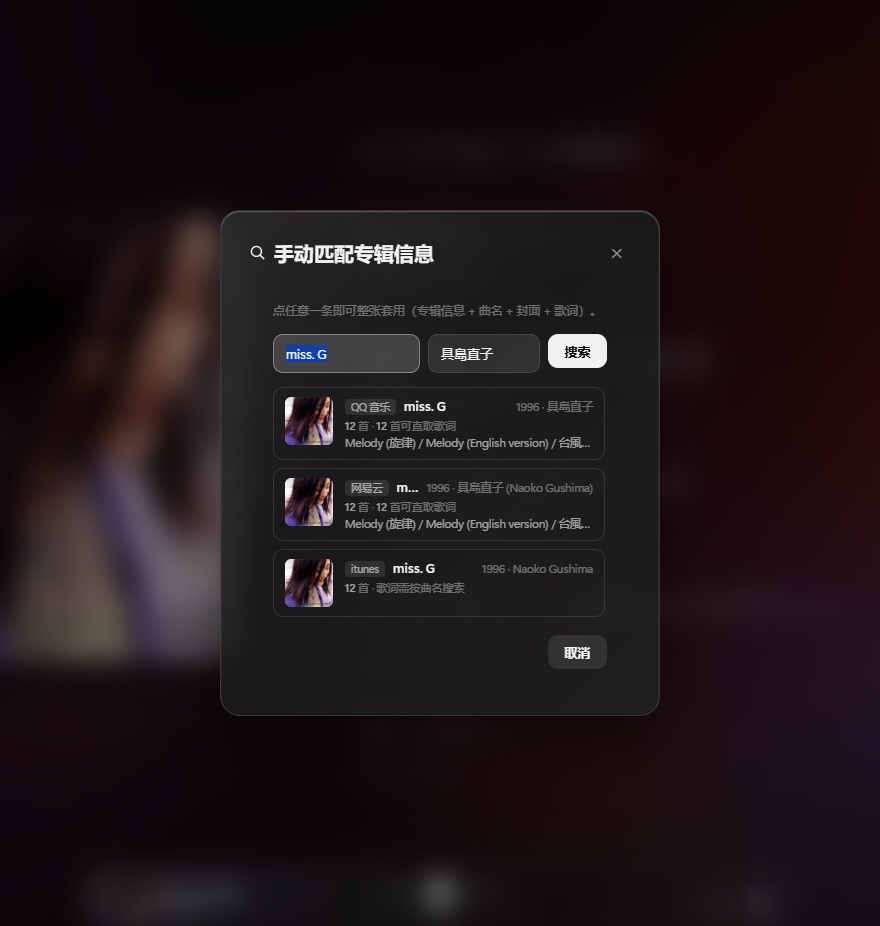 手动匹配专辑信息
点任意一条即可整张套用（专辑信息 + 曲名 + 封面 + 歌词）。
miss. G
具島直子
搜索
QQ 音乐 miss. G 1996 · 具島直子
12 首 · 12 首可直取歌词
Melody (旋律) / Melody (English version) / 台風...
网易云 m... 1996 · 具島直子 (Naoko Gushima)
12 首 · 12 首可直取歌词
Melody (旋律) / Melody (English version) / 台風...
itunes miss. G 1996 · Naoko Gushima
12 首 · 歌词需按曲名搜索
取消